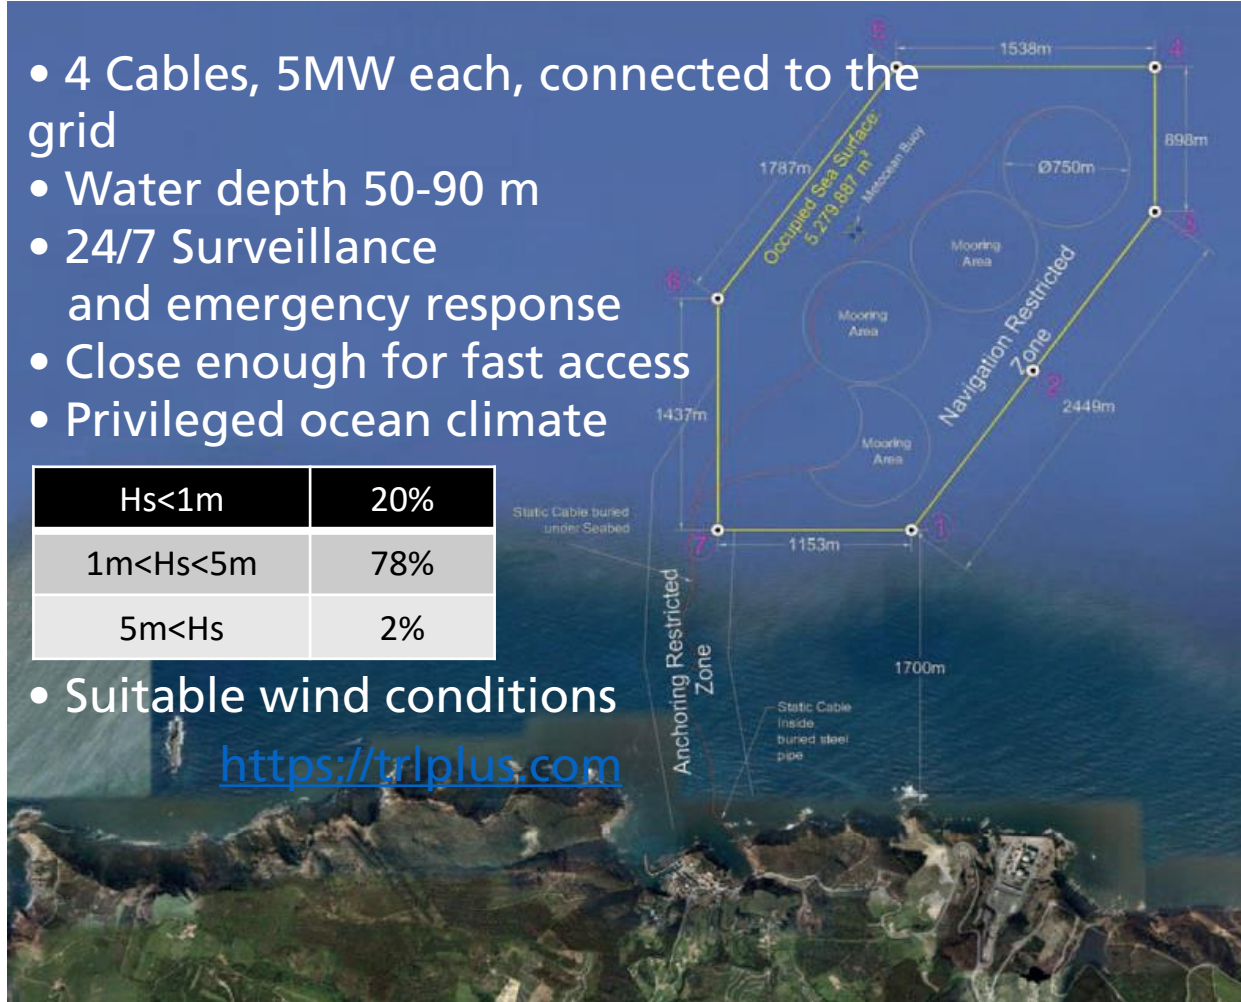 • 4 Cables, 5MW each, connected to the
grid
• Water depth 50-90 m
• 24/7 Surveillance
and emergency response
• Close enough for fast access
• Privileged ocean climate
Hs<1m 20%
1m<Hs<5m 78%
5m<Hs 2%
• Suitable wind conditions
https://trlplus.com
5
1538m
4
898m
1787m
Occupied Sea Surface:
5.279.887 m²
Metocean Buoy
Ø750m
3
6
Mooring
Area
Mooring
Area
Navigation Restricted
Zone
2
2449m
1437m
Mooring
Area
Static Cable buried
under Seabed
7
1153m
1
Anchoring Restricted
Zone
1700m
Static Cable
Inside
buried steel
pipe